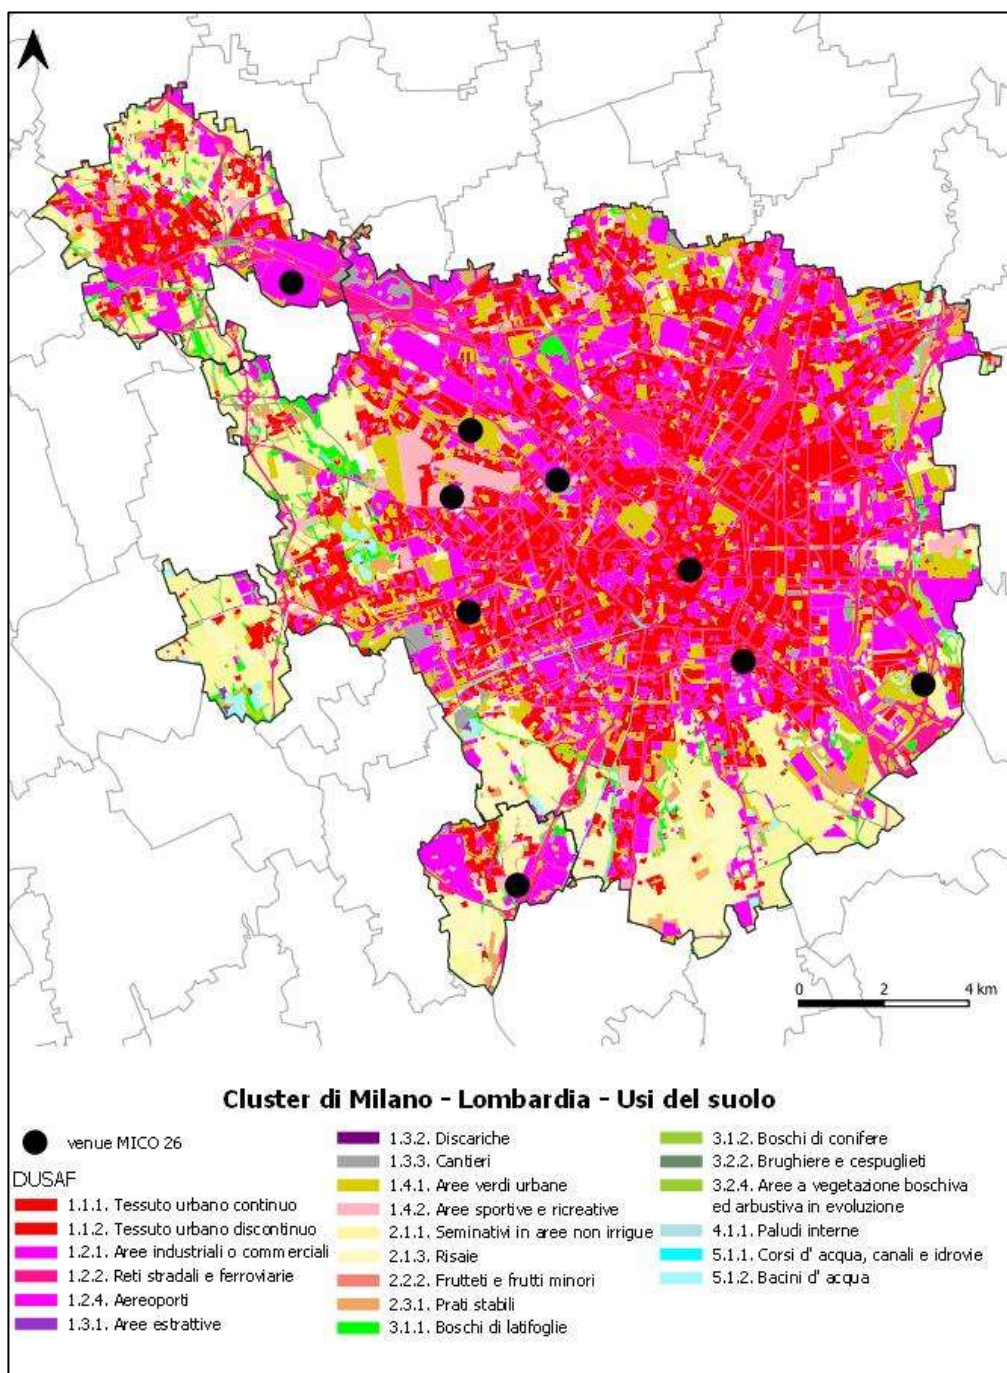 0 2 4 km
Cluster di Milano - Lombardia - Usi del suolo
venue MICO 26
DUSAF
1.1.1. Tessuto urbano continuo
1.1.2. Tessuto urbano discontinuo
1.2.1. Aree industriali o commerciali
1.2.2. Reti stradali e ferroviarie
1.2.4. Aereoporti
1.3.1. Aree estrattive
1.3.2. Discariche
1.3.3. Cantieri
1.4.1. Aree verdi urbane
1.4.2. Aree sportive e ricreative
2.1.1. Seminativi in aree non irrigue
2.1.3. Risaie
2.2.2. Frutteti e frutti minori
2.3.1. Prati stabili
3.1.1. Boschi di latifoglie
3.1.2. Boschi di conifere
3.2.2. Brughiere e cespuglieti
3.2.4. Aree a vegetazione boschiva
ed arbustiva in evoluzione
4.1.1. Paludi interne
5.1.1. Corsi d' acqua, canali e idrovie
5.1.2. Bacini d' acqua